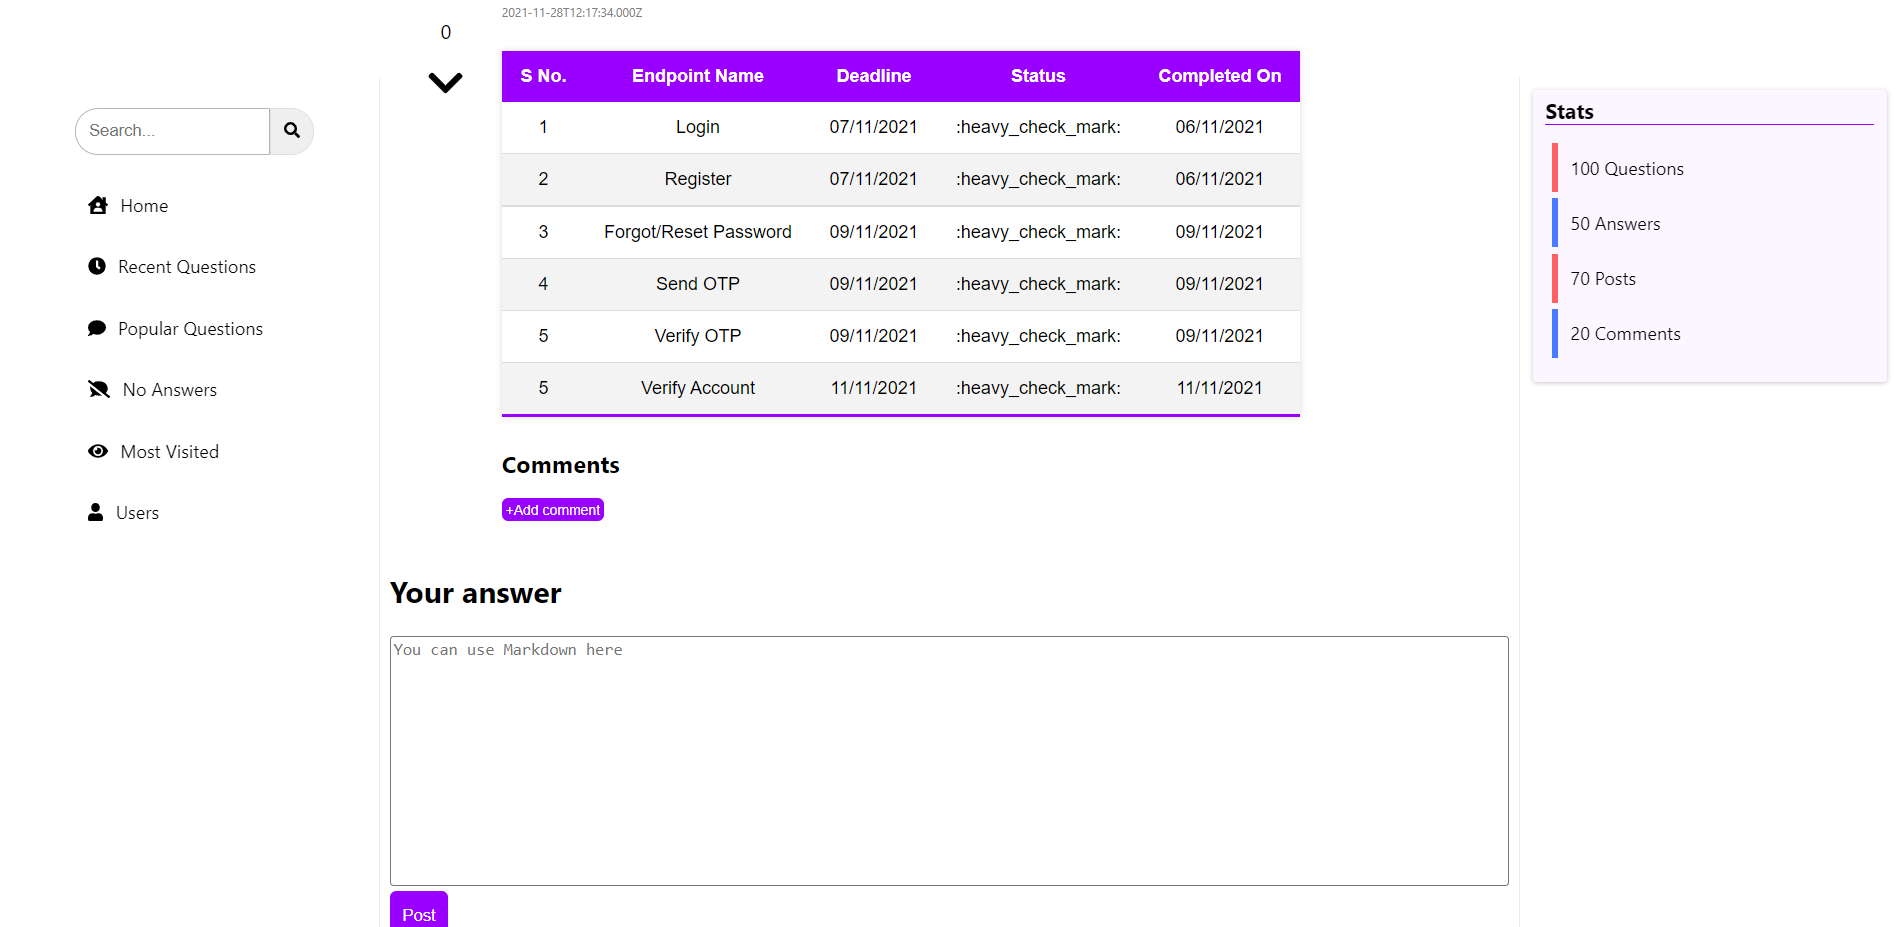 2021-11-28T12:17:34.000Z
0
S No. Endpoint Name Deadline Status Completed On
1 Login 07/11/2021 :heavy_check_mark: 06/11/2021
2 Register 07/11/2021 :heavy_check_mark: 06/11/2021
3 Forgot/Reset Password 09/11/2021 :heavy_check_mark: 09/11/2021
4 Send OTP 09/11/2021 :heavy_check_mark: 09/11/2021
5 Verify OTP 09/11/2021 :heavy_check_mark: 09/11/2021
5 Verify Account 11/11/2021 :heavy_check_mark: 11/11/2021
Comments
+Add comment
Your answer
You can use Markdown here
Post
Search...
Home
Recent Questions
Popular Questions
No Answers
Most Visited
Users
Stats
100 Questions
50 Answers
70 Posts
20 Comments